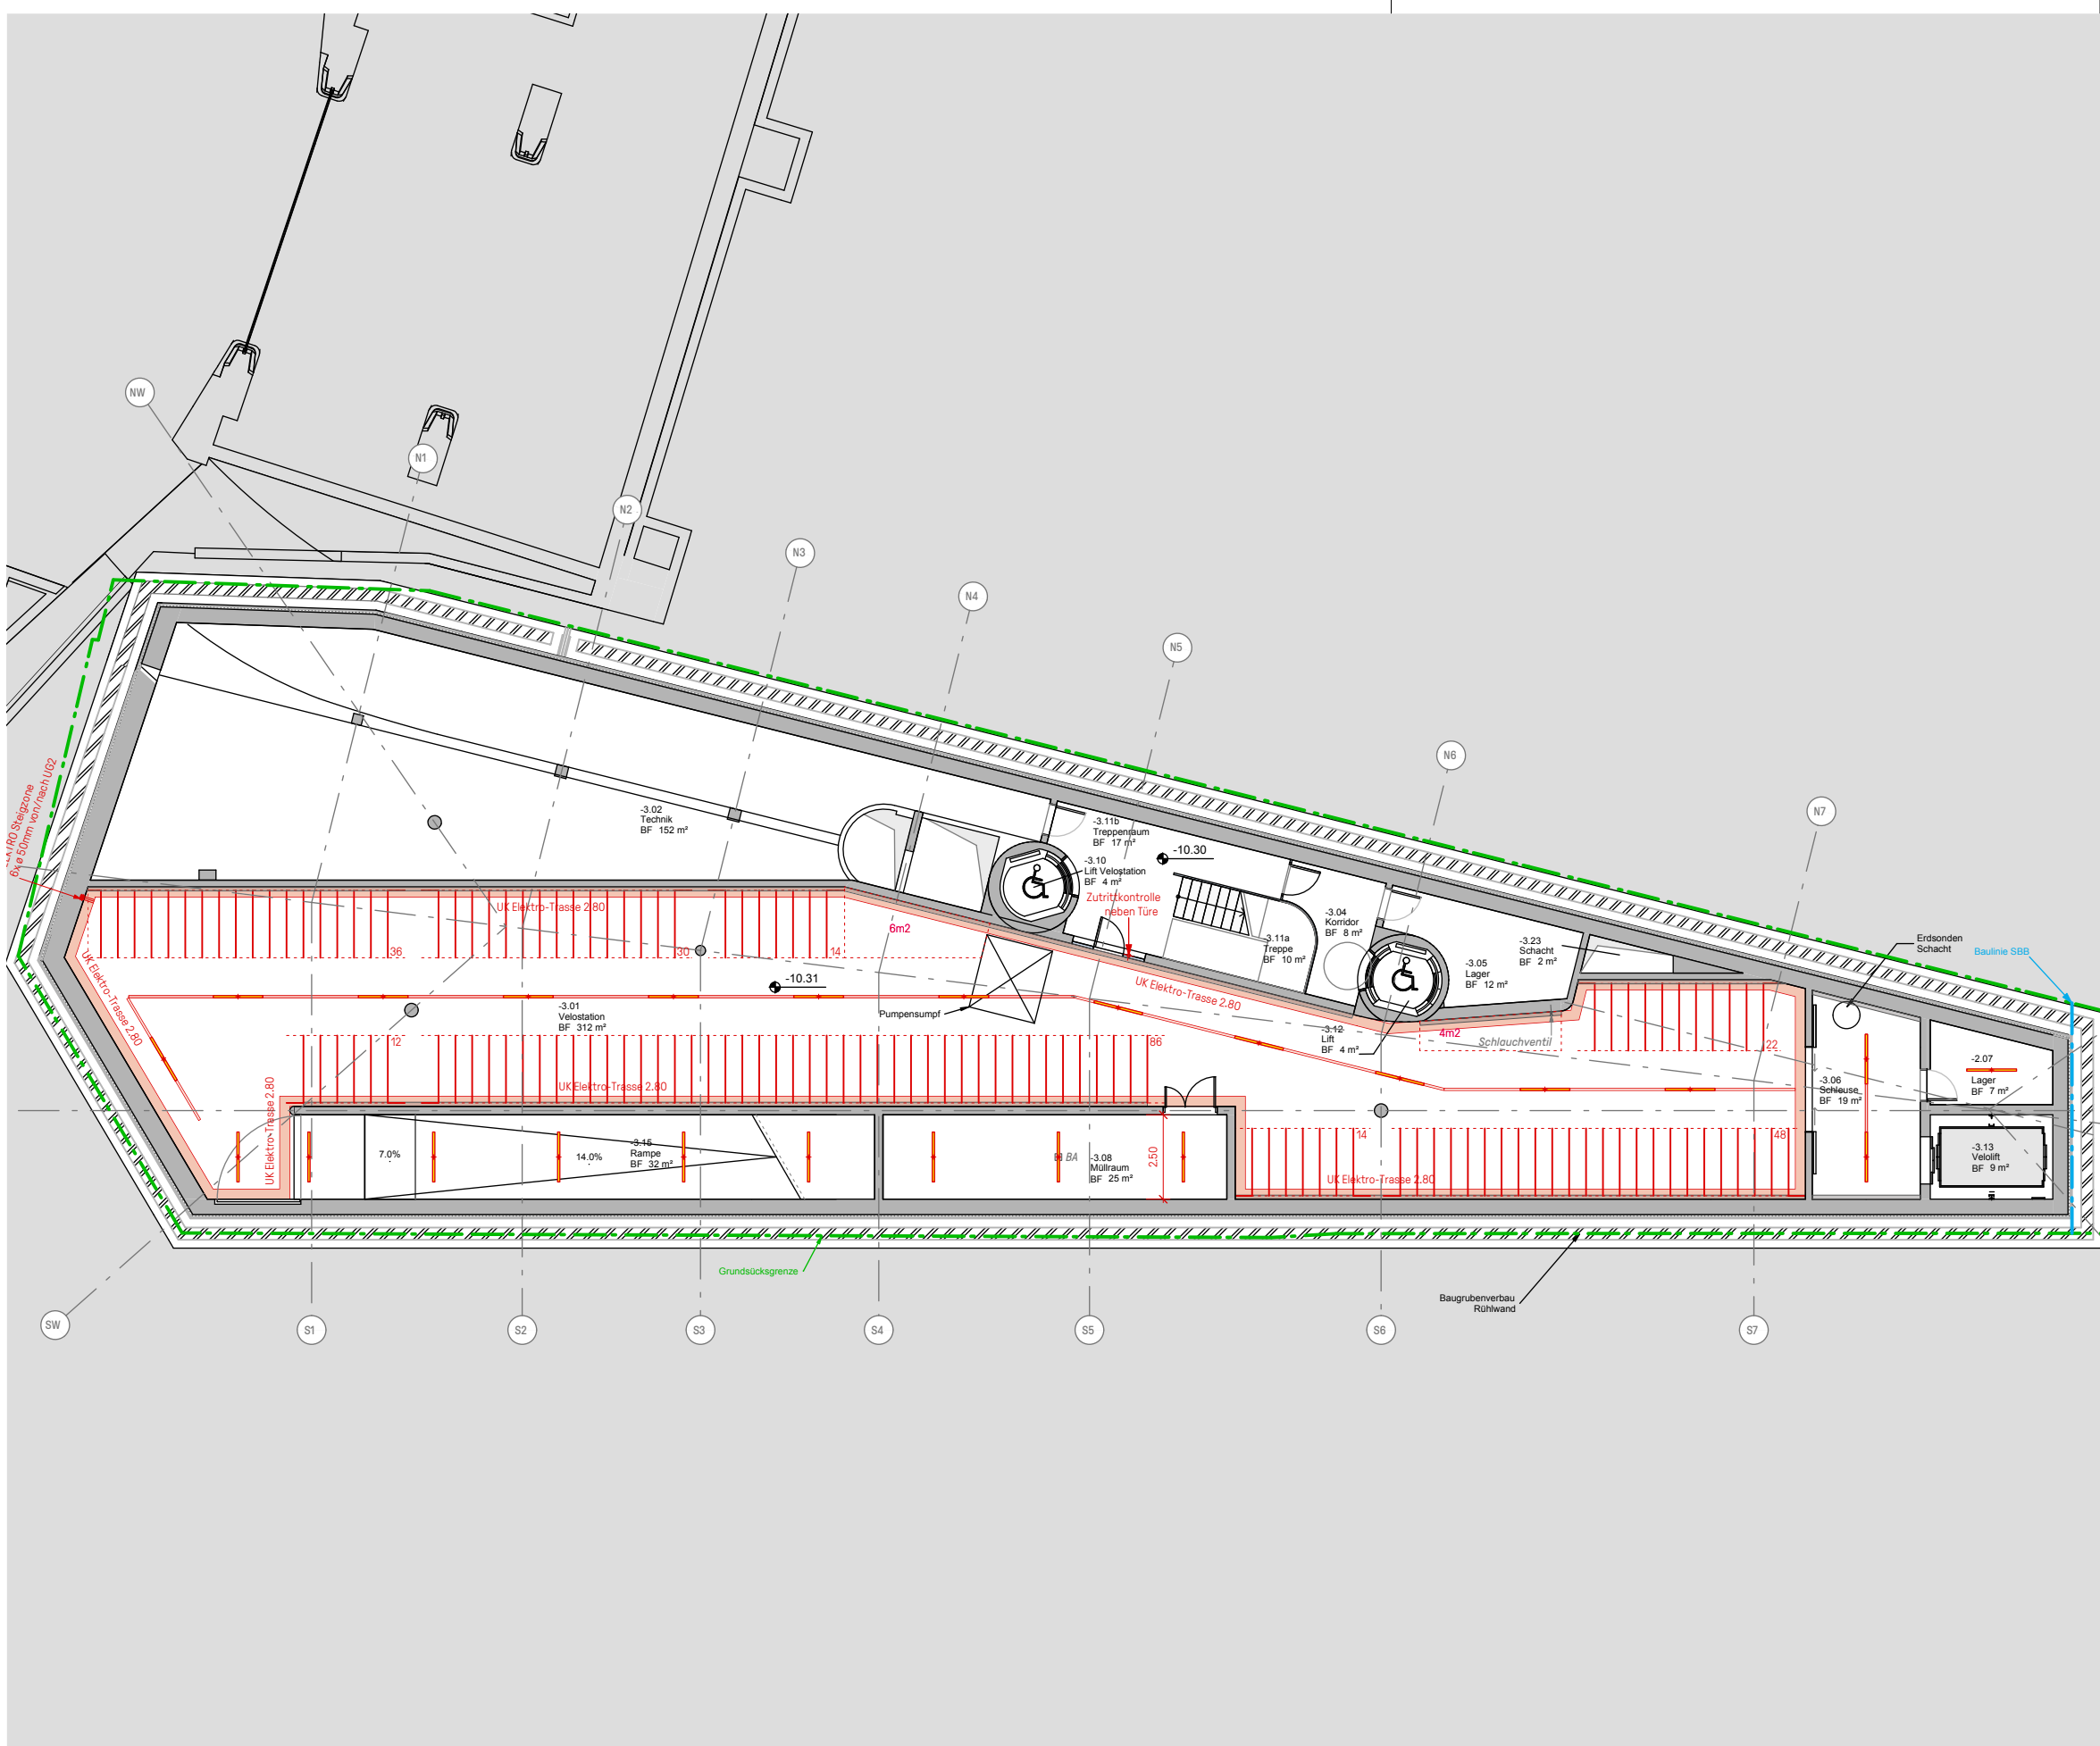 NW
N1
N2
N3
N4
N5
N6
N7
6x ø 50mm von/nach UG2
-3.02
Technik
BF 152 m²
-3.11b
Treppenraum
BF 17 m²
-10.30
-3.10
Lift Velostation
BF 4 m²
Zutrittkontrolle
neben Türe
UK Elektro-Trasse 2.80
6m2
-3.04
Korridor
BF 8 m²
-3.11a
Treppe
BF 10 m²
-3.23
Schacht
BF 2 m²
-3.05
Lager
BF 12 m²
Erdsonden
Schacht
Baulinie SBB
36
30
14
UK Elektro-Trasse 2.80
-10.31
UK Elektro-Trasse 2.80
-3.01
Velostation
BF 312 m²
Pumpensumpf
-3.12
Lift
BF 4 m²
4m2
Schlauchventil
12
86
22
-2.07
Lager
BF 7 m²
-3.06
Schleuse
BF 19 m²
UK Elektro-Trasse 2.80
UK Elektro-Trasse 2.80
7.0%
14.0%
-3.15
Rampe
BF 32 m²
BA
-3.08
Müllraum
BF 25 m²
2.50
14
48
UK Elektro-Trasse 2.80
-3.13
Velolift
BF 9 m²
Grundsücksgrenze
Baugrubenverbau
Rühlwand
SW
S1
S2
S3
S4
S5
S6
S7